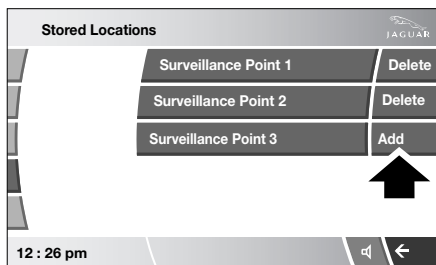 Stored Locations
JAGUAR
Surveillance Point 1 Delete
Surveillance Point 2 Delete
Surveillance Point 3 Add
12 : 26 pm